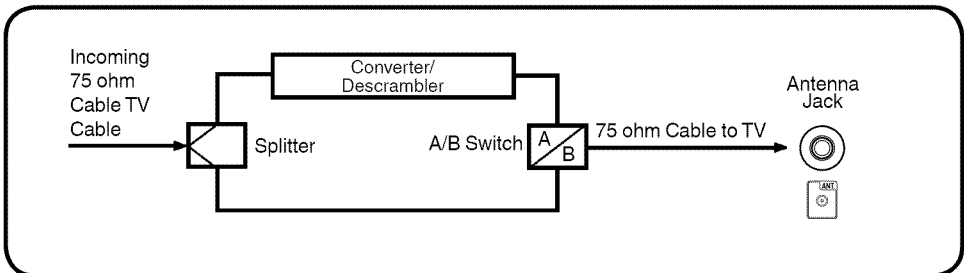 Incoming
75 ohm
Cable TV
Cable
Converter/
Descrambler
Splitter
A/B Switch
A
B
75 ohm Cable to TV
Antenna
Jack
ANT